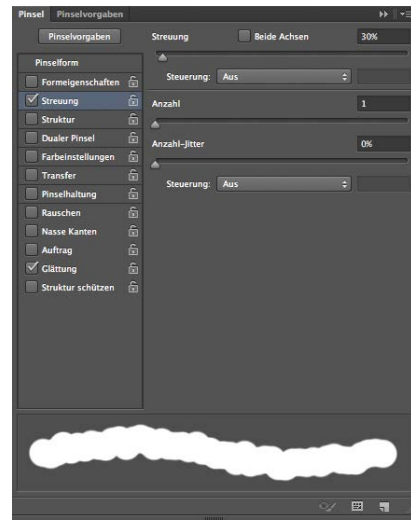 Pinsel Pinselvorgaben
Pinselvorgaben
Pinselform
Formeigenschaften
Streuung
Struktur
Dualer Pinsel
Farbeinstellungen
Transfer
Pinselhaltung
Rauschen
Nasse Kanten
Auftrag
Glättung
Struktur schützen
Streuung Beide Achsen 30%
Steuerung: Aus
Anzahl 1
Anzahl-Jitter 0%
Steuerung: Aus